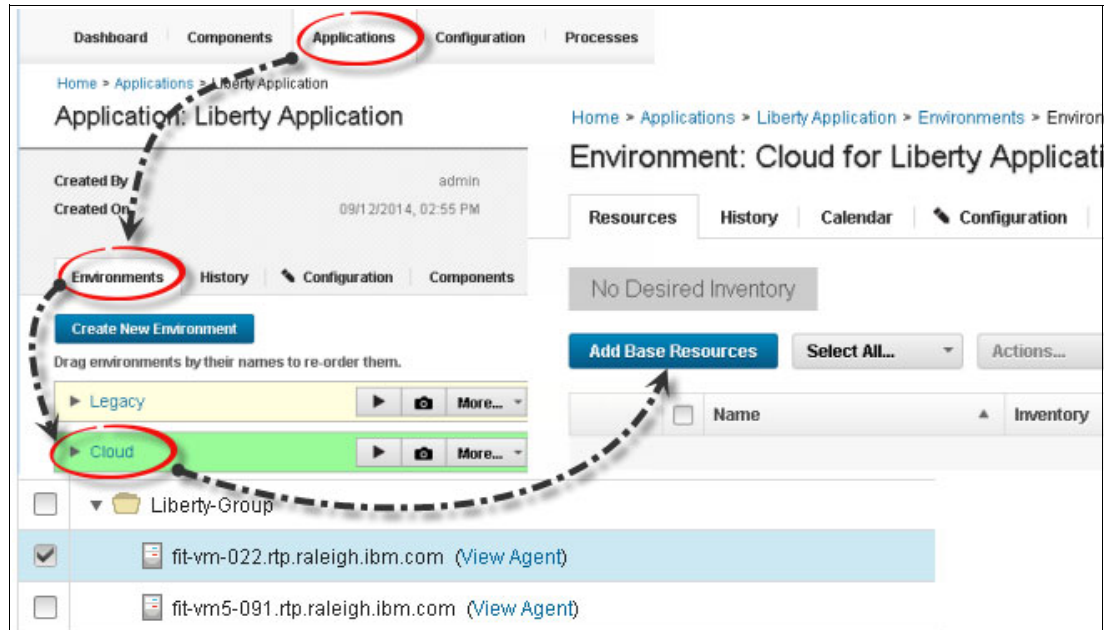 Dashboard Components Applications Configuration Processes
Home > Applications > Liberty Application
Application: Liberty Application
Created By admin
Created On 09/12/2014, 02:55 PM
Environments History Configuration Components
Create New Environment
Drag environments by their names to re-order them.
Legacy More...
Cloud More...
Home > Applications > Liberty Application > Environments > Environ
Environment: Cloud for Liberty Applicati
Resources History Calendar Configuration
No Desired Inventory
Add Base Resources Select All... Actions...
Name Inventory
Liberty-Group
fit-vm-022.rtp.raleigh.ibm.com (View Agent)
fit-vm5-091.rtp.raleigh.ibm.com (View Agent)